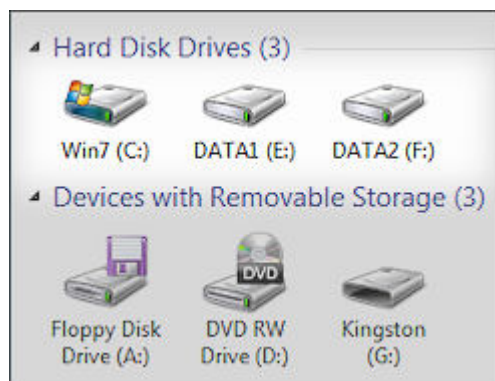 Hard Disk Drives (3)
Win7 (C:) DATA1 (E:) DATA2 (F:)
Devices with Removable Storage (3)
DVD
Floppy Disk DVD RW Kingston
Drive (A:) Drive (D:) (G:)